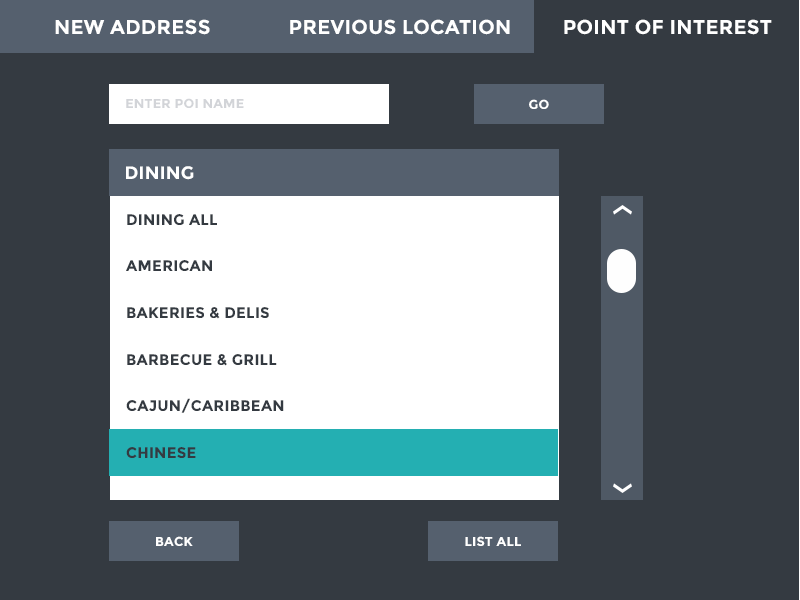 NEW ADDRESS
PREVIOUS LOCATION
POINT OF INTEREST
ENTER POI NAME
GO
DINING
DINING ALL
AMERICAN
BAKERIES & DELIS
BARBECUE & GRILL
CAJUN/CARIBBEAN
CHINESE
BACK
LIST ALL